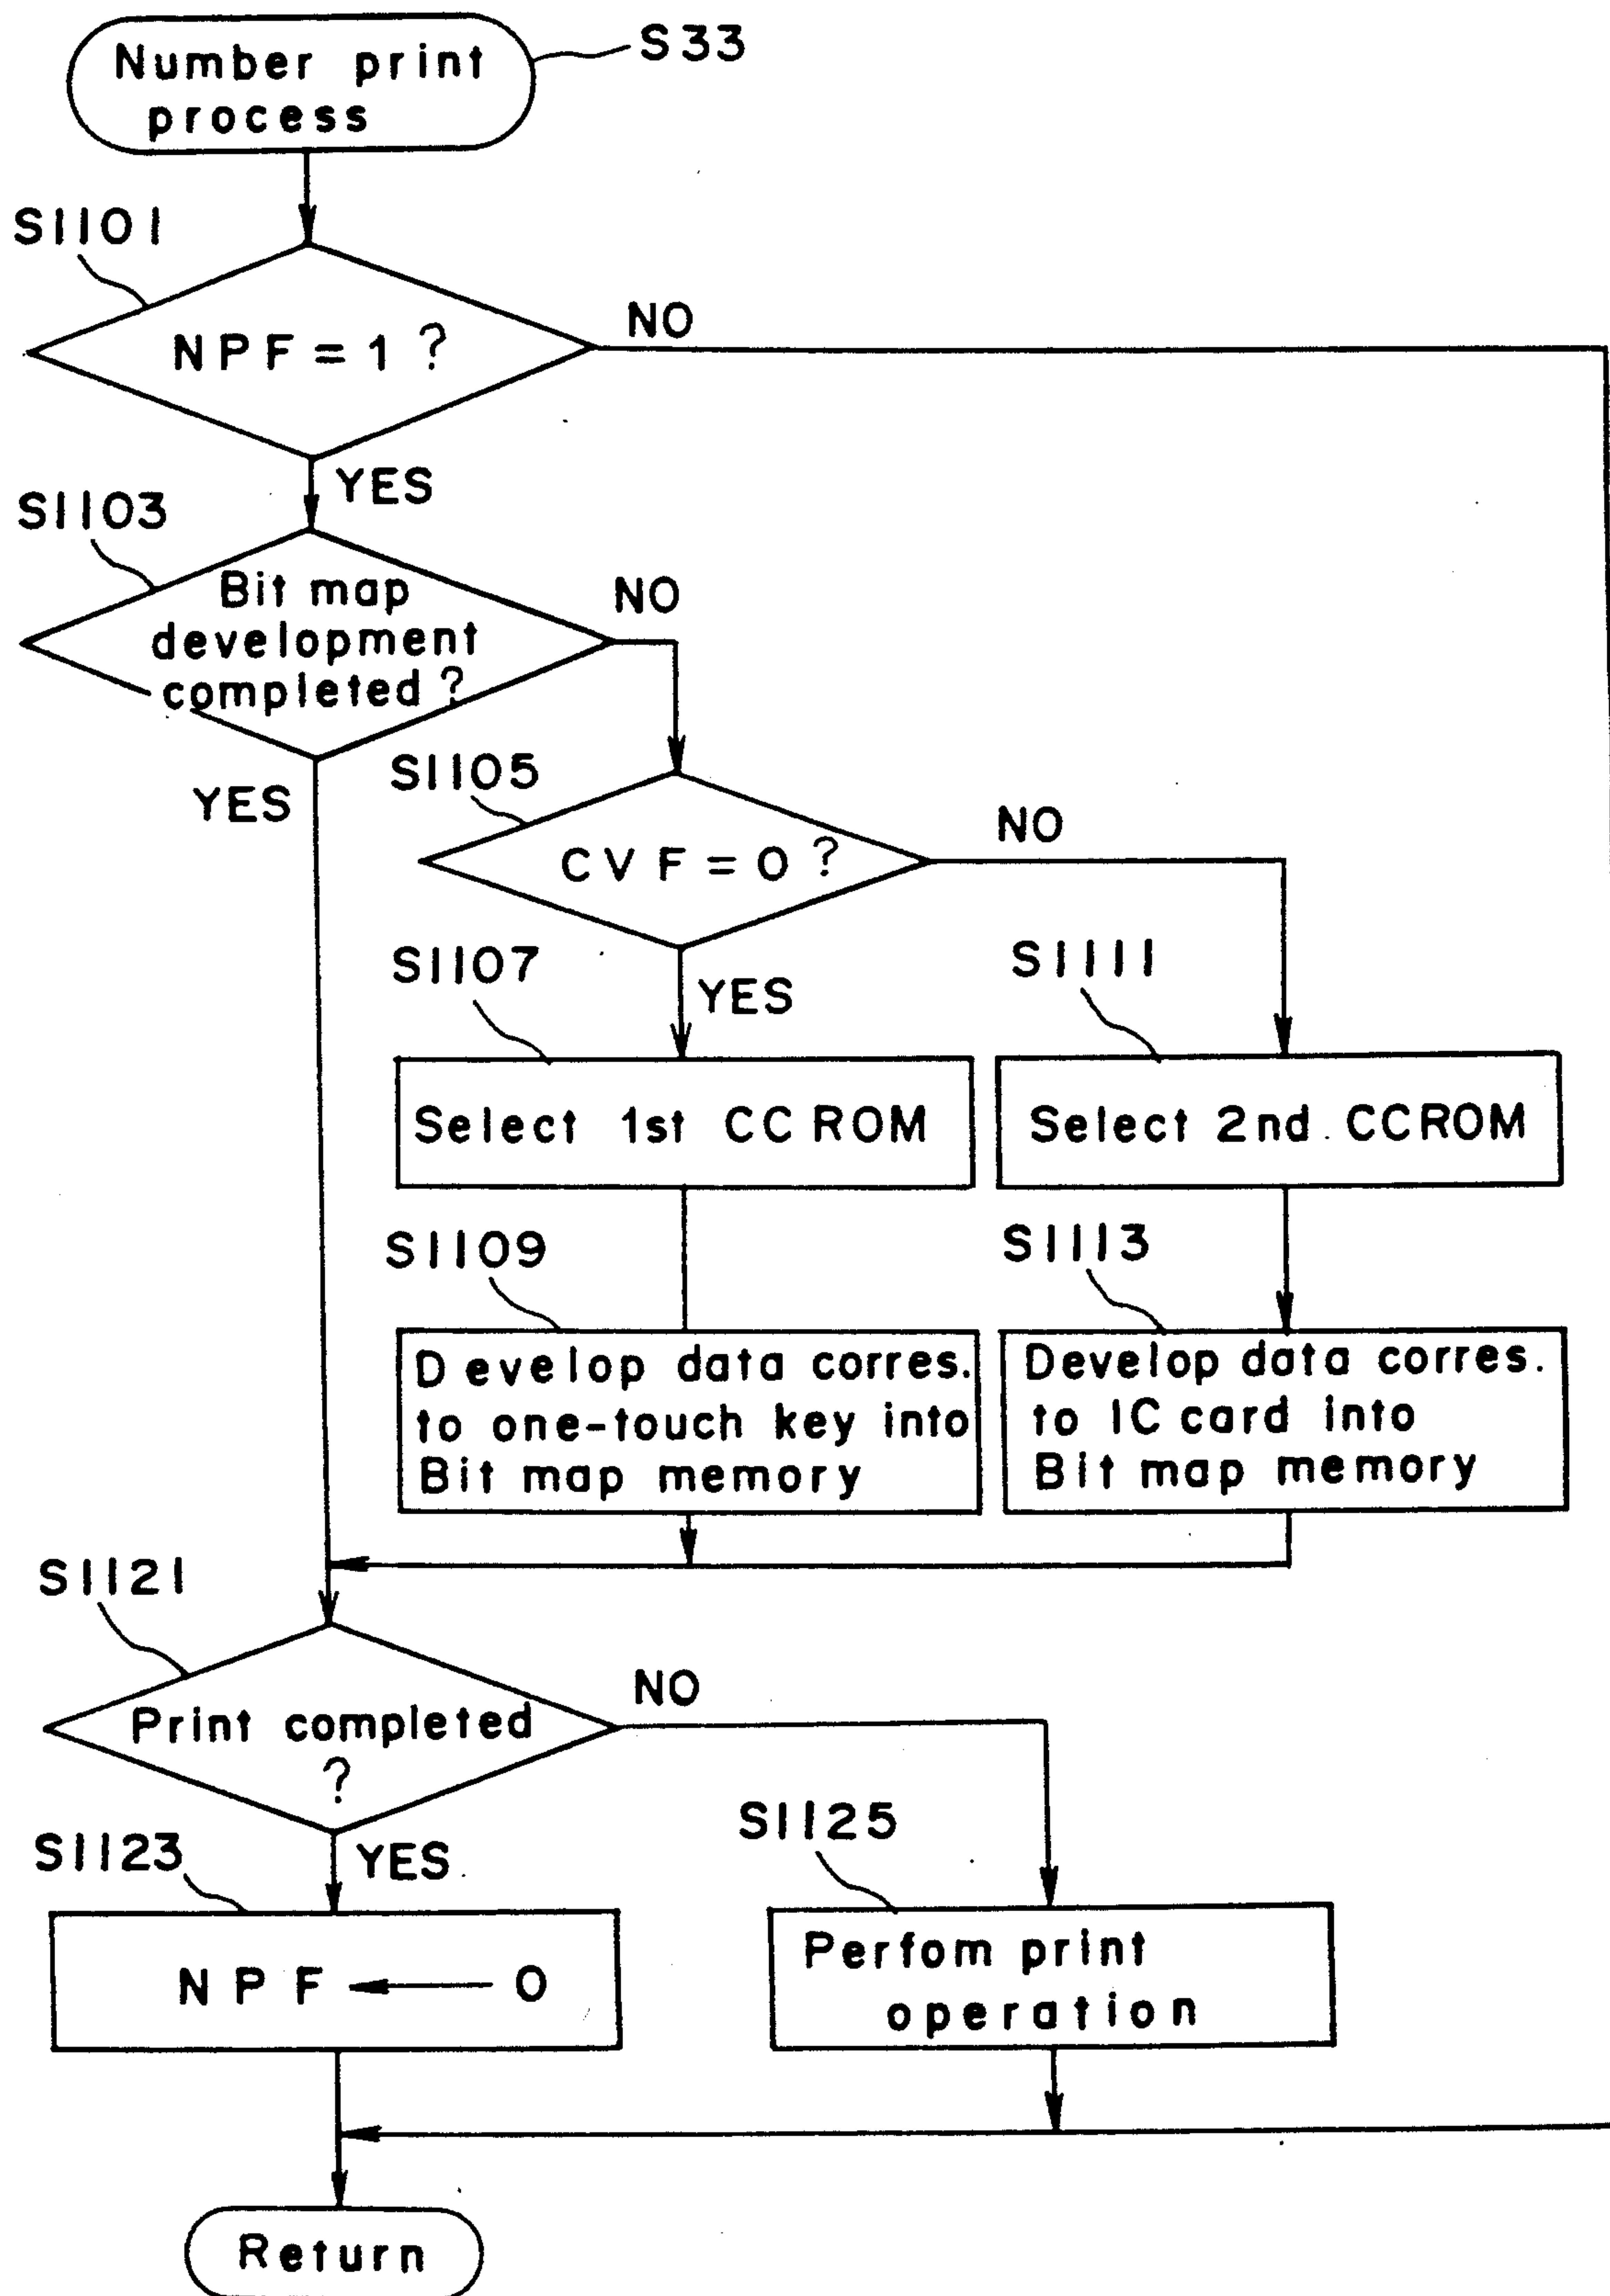 Number print
process
S33
S1101
NPF = 1 ?
NO
YES
S1103
Bit map
development
completed ?
NO
YES
S1105
CVF = 0 ?
NO
YES
S1107
Select 1st CC ROM
S1111
Select 2nd. CCROM
S1109
Develop data corres.
to one-touch key into
Bit map memory
S1113
Develop data corres.
to IC card into
Bit map memory
S1121
Print completed
?
NO
YES
S1123
NPF ← 0
S1125
Perfom print
operation
Return